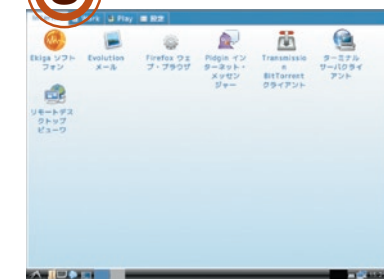 Work Play 設定
Ekiga ソフト
フォン
Evolution
メール
Firefox ウェ
ブ・ブラウザ
Pidgin イン
ターネット・
メッセン
ジャー
Transmissio
n
BitTorrent
クライアント
ターミナル
サーバクライ
アント
リモートデス
クトップ
ビューワ